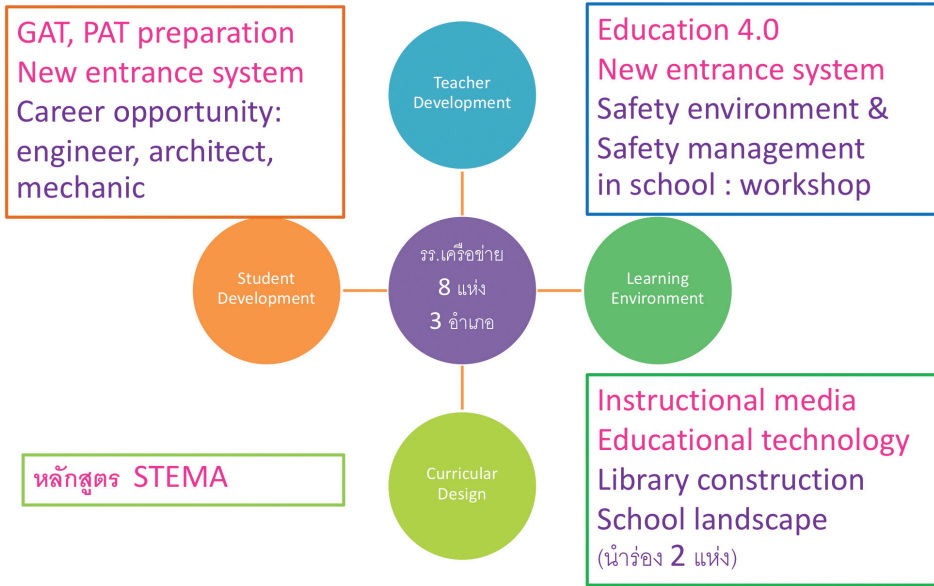 GAT, PAT preparation
New entrance system
Career opportunity:
engineer, architect,
mechanic
Teacher
Development
Education 4.0
New entrance system
Safety environment &
Safety management
in school : workshop
Student
Development
รร.เครือข่าย
8 แห่ง
3 อำเภอ
Learning
Environment
หลักสูตร STEMA
Curricular
Design
Instructional media
Educational technology
Library construction
School landscape
(นำร่อง 2 แห่ง)